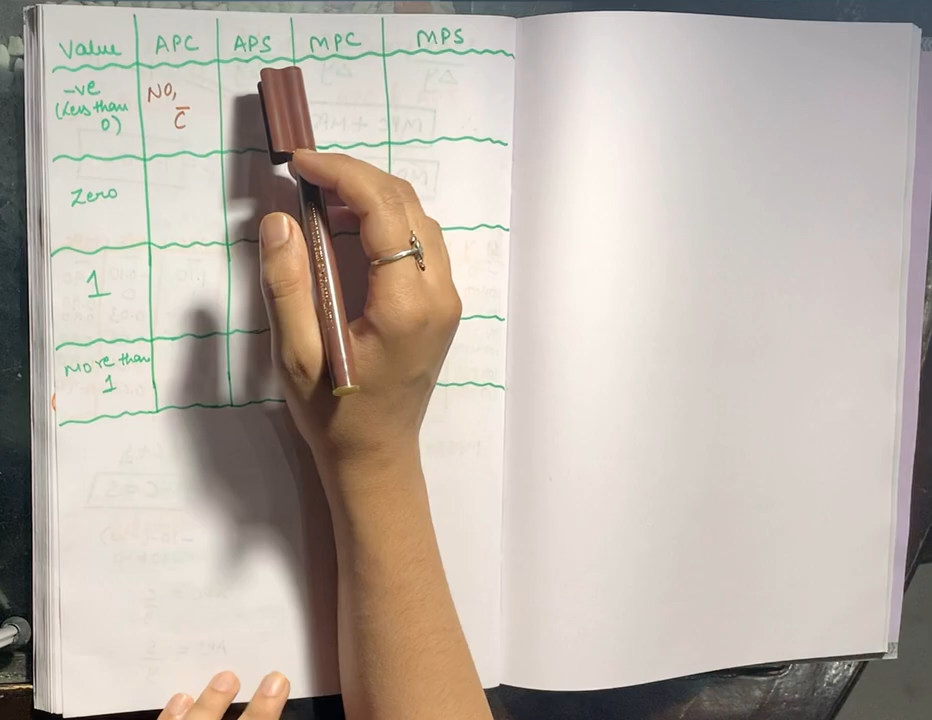 Value APC APS MPC MPS
-ve
(Less than
0)
NO,
C̅
Zero
1
More than
1